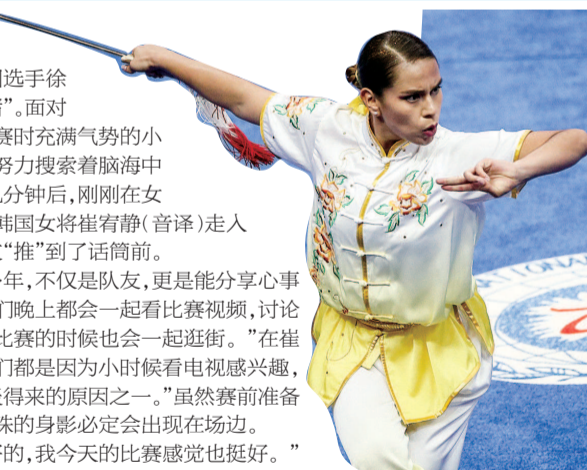 选手徐
”。面对
赛时充满气势的小
努力搜索着脑海中
几分钟后，刚刚在女
韩国女将崔宥静（音译）走入
“推”到了话筒前。
年，不仅是队友，更是能分享心事
们晚上都会一起看比赛视频，讨论
比赛的时候也会一起逛街。”在崔
们都是因为小时候看电视感兴趣，
得来的原因之一。”虽然赛前准备
珠的身影必定会出现在场边。
的，我今天的比赛感觉也挺好。”